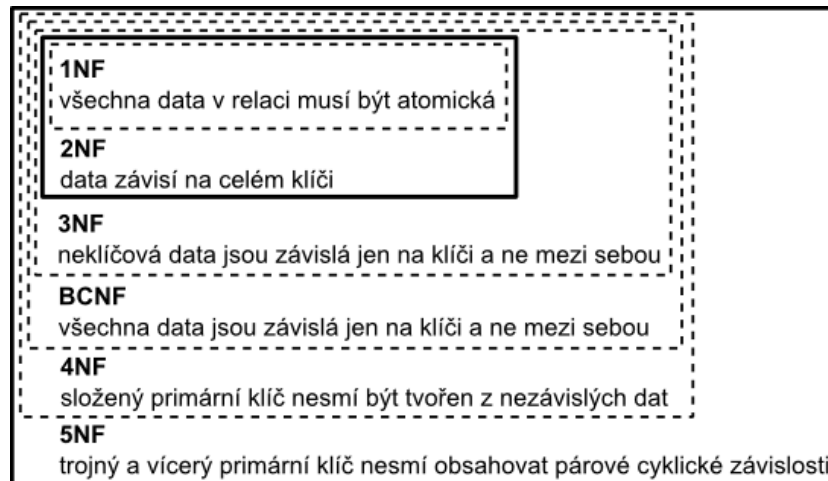 1NF
všechna data v relaci musí být atomická
2NF
data závisí na celém klíči
3NF
neklíčová data jsou závislá jen na klíči a ne mezi sebou
BCNF
všechna data jsou závislá jen na klíči a ne mezi sebou
4NF
složený primární klíč nesmí být tvořen z nezávislých dat
5NF
trojný a vícerý primární klíč nesmí obsahovat párové cyklické závislosti